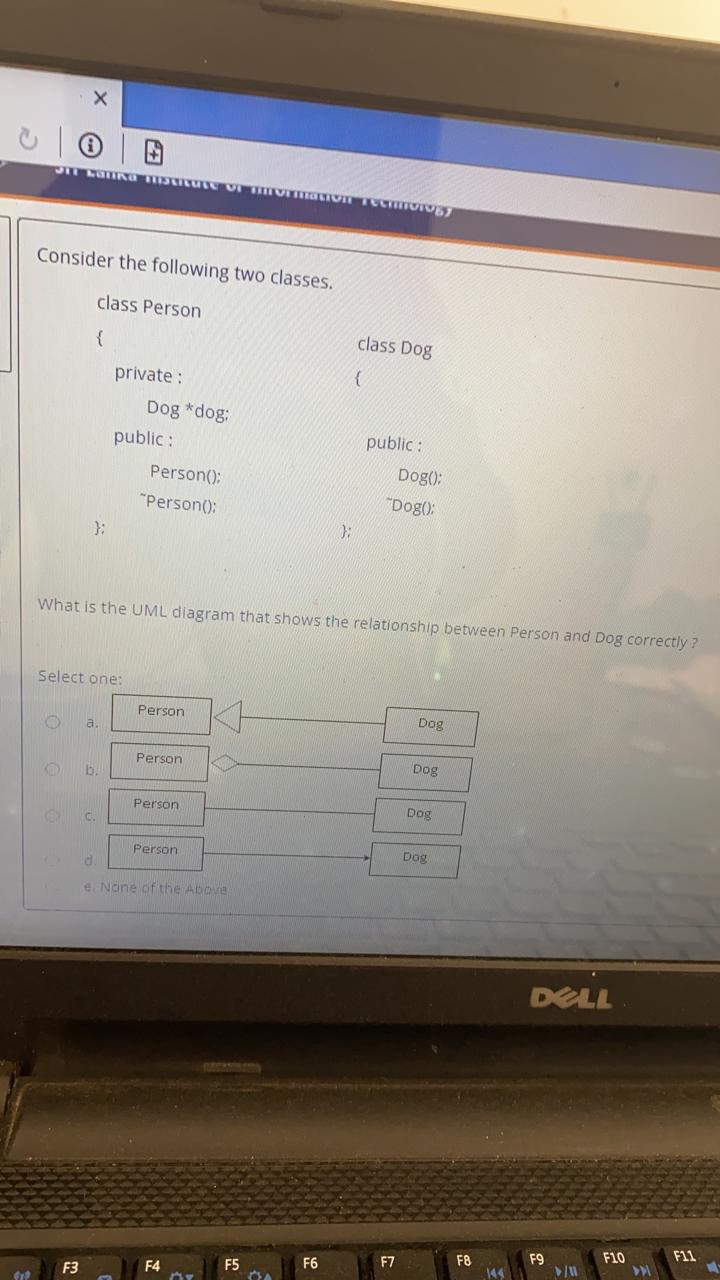 Sri Lanka Institute of Information Technology
Consider the following two classes.
class Person
{
private :
Dog *dog;
public :
Person();
~Person();
};
class Dog
{
public :
Dog();
~Dog();
};
What is the UML diagram that shows the relationship between Person and Dog correctly ?
Select one:
a. Person Dog
b. Person Dog
c. Person Dog
d. Person Dog
e. None of the Above
DELL
F3 F4 F5 F6 F7 F8 F9 F10 F11